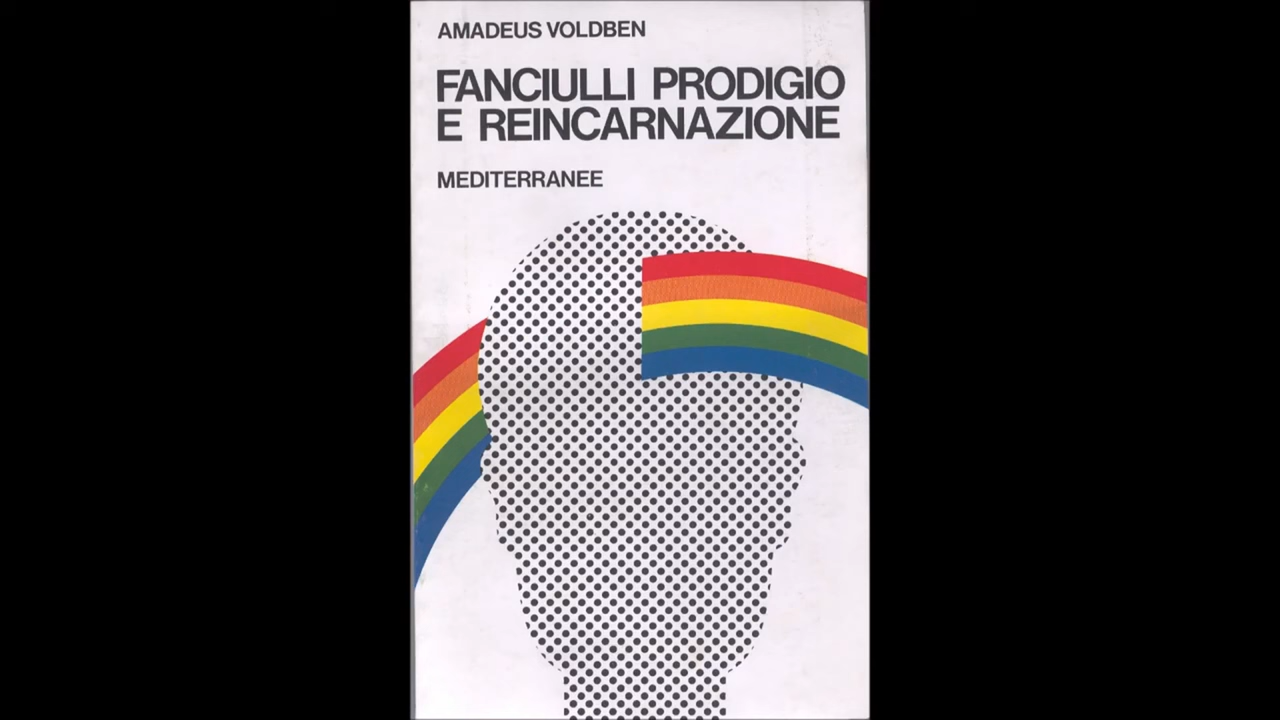 AMADEUS VOLDBEN
FANCIULLI PRODIGIO
E REINCARNAZIONE
MEDITERRANEE